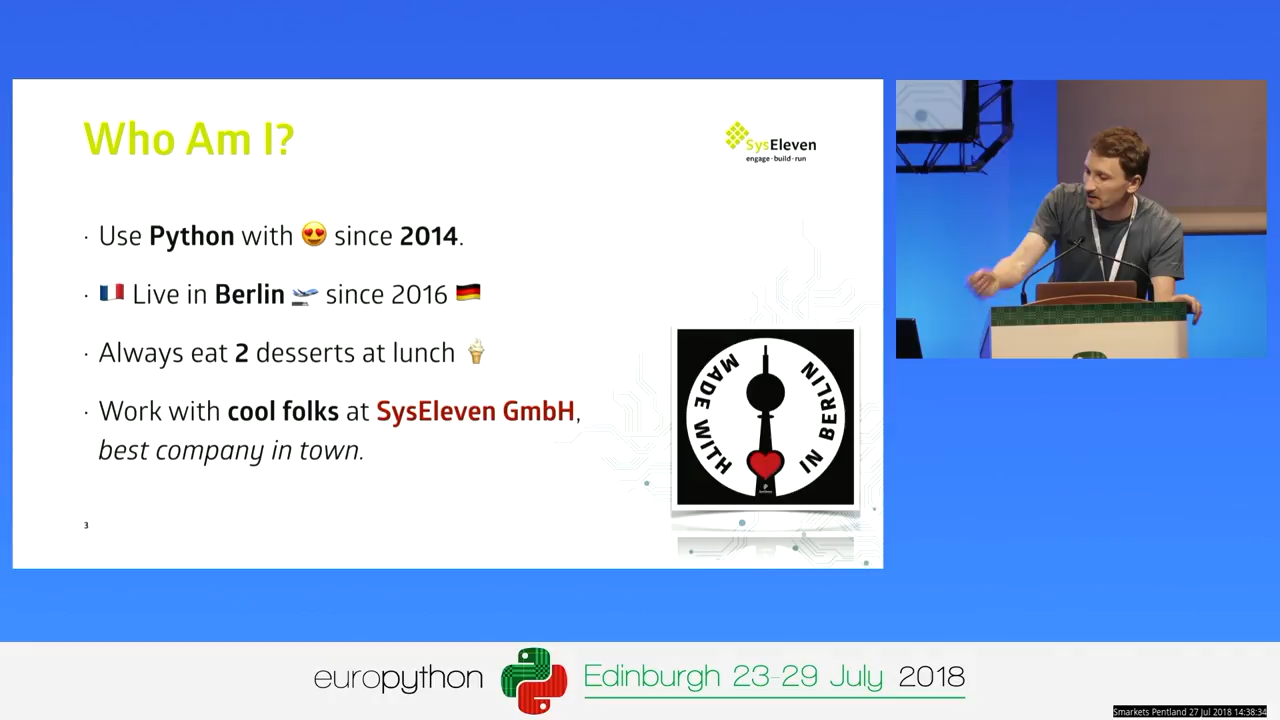 Who Am I?
SysEleven
engage·build·run
· Use Python with 😍 since 2014.
· 🇫🇷 Live in Berlin 🛫 since 2016 🇩🇪
· Always eat 2 desserts at lunch 🍦
· Work with cool folks at SysEleven GmbH,
best company in town.
MADE WITH
IN BERLIN
3
europython
Edinburgh 23-29 July 2018
Smarkets Pentland 27 Jul 2018 14:38:34